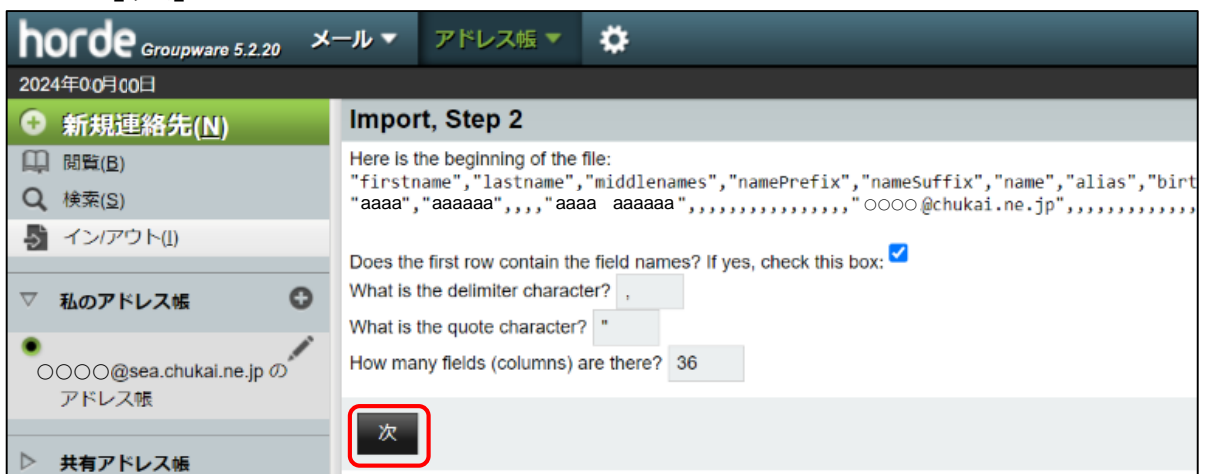 horde Groupware 5.2.20 メール▼ アドレス帳▼
2024年00月00日
新規連絡先(N)
閲覧(B)
検索(S)
イン/アウト(I)
私のアドレス帳
○○○○@sea.chukai.ne.jp の
アドレス帳
共有アドレス帳
Import, Step 2
Here is the beginning of the file:
"firstname","lastname","middlenames","namePrefix","nameSuffix","name","alias","birt
"aaaa","aaaaaa",,,,"aaaa aaaaaa",,,,,,,,,,,,,,,,"○○○○@chukai.ne.jp",,,,,,,,,,,,,
Does the first row contain the field names? If yes, check this box:
What is the delimiter character? ,
What is the quote character? "
How many fields (columns) are there? 36
次